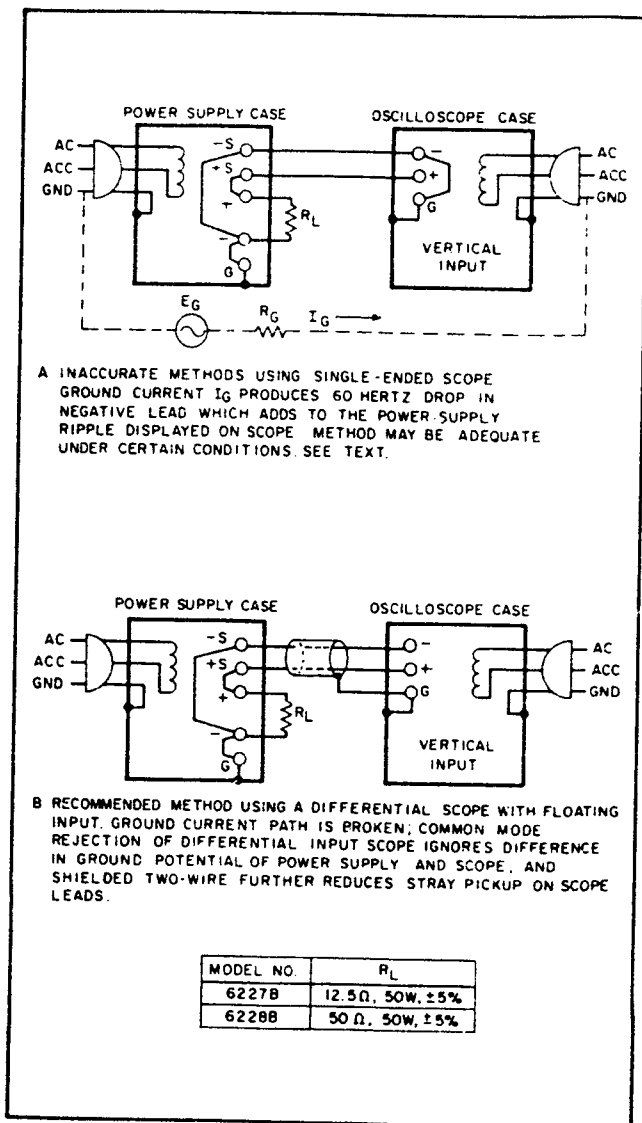 POWER SUPPLY CASE
OSCILLOSCOPE CASE
AC
ACC
GND
-S
+S
+
-
G
RL
-
+
G
VERTICAL
INPUT
AC
ACC
GND
EG
RG
IG
A INACCURATE METHODS USING SINGLE-ENDED SCOPE
GROUND CURRENT IG PRODUCES 60 HERTZ DROP IN
NEGATIVE LEAD WHICH ADDS TO THE POWER-SUPPLY
RIPPLE DISPLAYED ON SCOPE METHOD MAY BE ADEQUATE
UNDER CERTAIN CONDITIONS. SEE TEXT.
POWER SUPPLY CASE
OSCILLOSCOPE CASE
AC
ACC
GND
-S
+S
+
-
G
RL
-
+
G
VERTICAL
INPUT
AC
ACC
GND
B RECOMMENDED METHOD USING A DIFFERENTIAL SCOPE WITH FLOATING
INPUT. GROUND CURRENT PATH IS BROKEN; COMMON MODE
REJECTION OF DIFFERENTIAL INPUT SCOPE IGNORES DIFFERENCE
IN GROUND POTENTIAL OF POWER SUPPLY AND SCOPE, AND
SHIELDED TWO-WIRE FURTHER REDUCES STRAY PICKUP ON SCOPE
LEADS.
MODEL NO. RL
6227B 12.5Ω, 50W, ±5%
6228B 50 Ω, 50W, ±5%